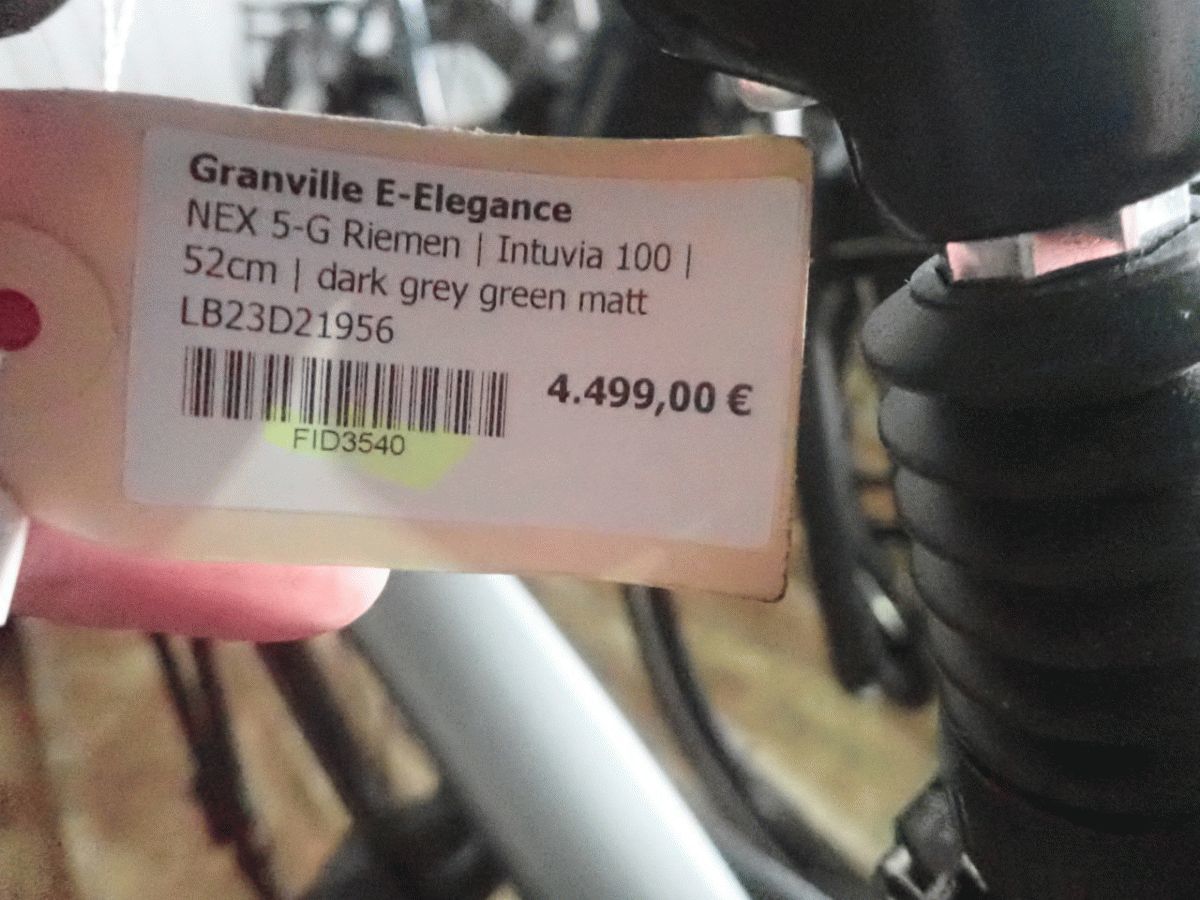 Granville E-Elegance
NEX 5-G Riemen | Intuvia 100 |
52cm | dark grey green matt
LB23D21956
4.499,00 €
FID3540